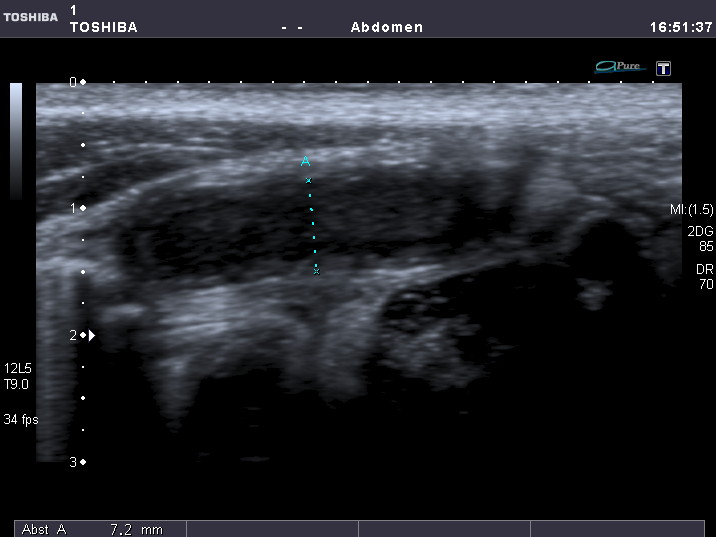 TOSHIBA
1
TOSHIBA - - Abdomen 16:51:37
Pure T
0
A
1
MI:(1.5)
2DG
85
DR
70
2
12L5
T9.0
34 fps
3
Abst A 7.2 mm